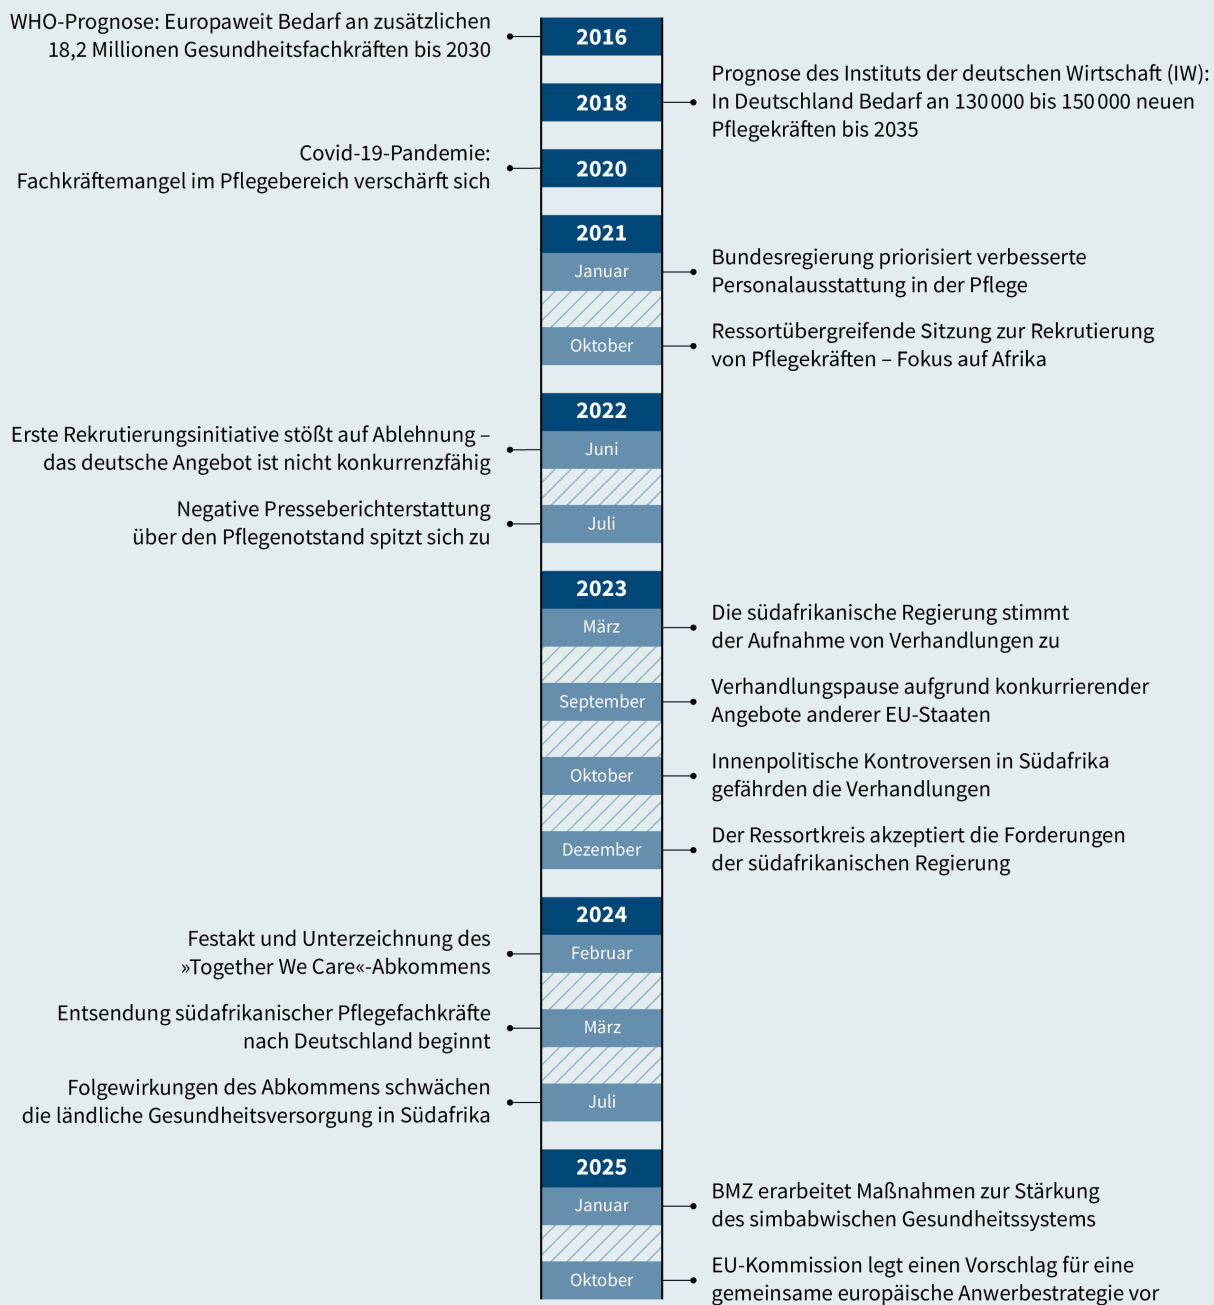 WHO-Prognose: Europaweit Bedarf an zusätzlichen
18,2 Millionen Gesundheitsfachkräften bis 2030
2016
2018
Prognose des Instituts der deutschen Wirtschaft (IW):
In Deutschland Bedarf an 130 000 bis 150 000 neuen
Pflegekräften bis 2035
Covid-19-Pandemie:
Fachkräftemangel im Pflegebereich verschärft sich
2020
2021
Januar
Bundesregierung priorisiert verbesserte
Personalausstattung in der Pflege
Oktober
Ressortübergreifende Sitzung zur Rekrutierung
von Pflegekräften – Fokus auf Afrika
2022
Erste Rekrutierungsinitiative stößt auf Ablehnung –
das deutsche Angebot ist nicht konkurrenzfähig
Juni
Negative Presseberichterstattung
über den Pflegenotstand spitzt sich zu
Juli
2023
März
Die südafrikanische Regierung stimmt
der Aufnahme von Verhandlungen zu
September
Verhandlungspause aufgrund konkurrierender
Angebote anderer EU-Staaten
Oktober
Innenpolitische Kontroversen in Südafrika
gefährden die Verhandlungen
Dezember
Der Ressortkreis akzeptiert die Forderungen
der südafrikanischen Regierung
2024
Festakt und Unterzeichnung des
»Together We Care«-Abkommens
Februar
Entsendung südafrikanischer Pflegefachkräfte
nach Deutschland beginnt
März
Folgewirkungen des Abkommens schwächen
die ländliche Gesundheitsversorgung in Südafrika
Juli
2025
Januar
BMZ erarbeitet Maßnahmen zur Stärkung
des simbabwischen Gesundheitssystems
Oktober
EU-Kommission legt einen Vorschlag für eine
gemeinsame europäische Anwerbestrategie vor